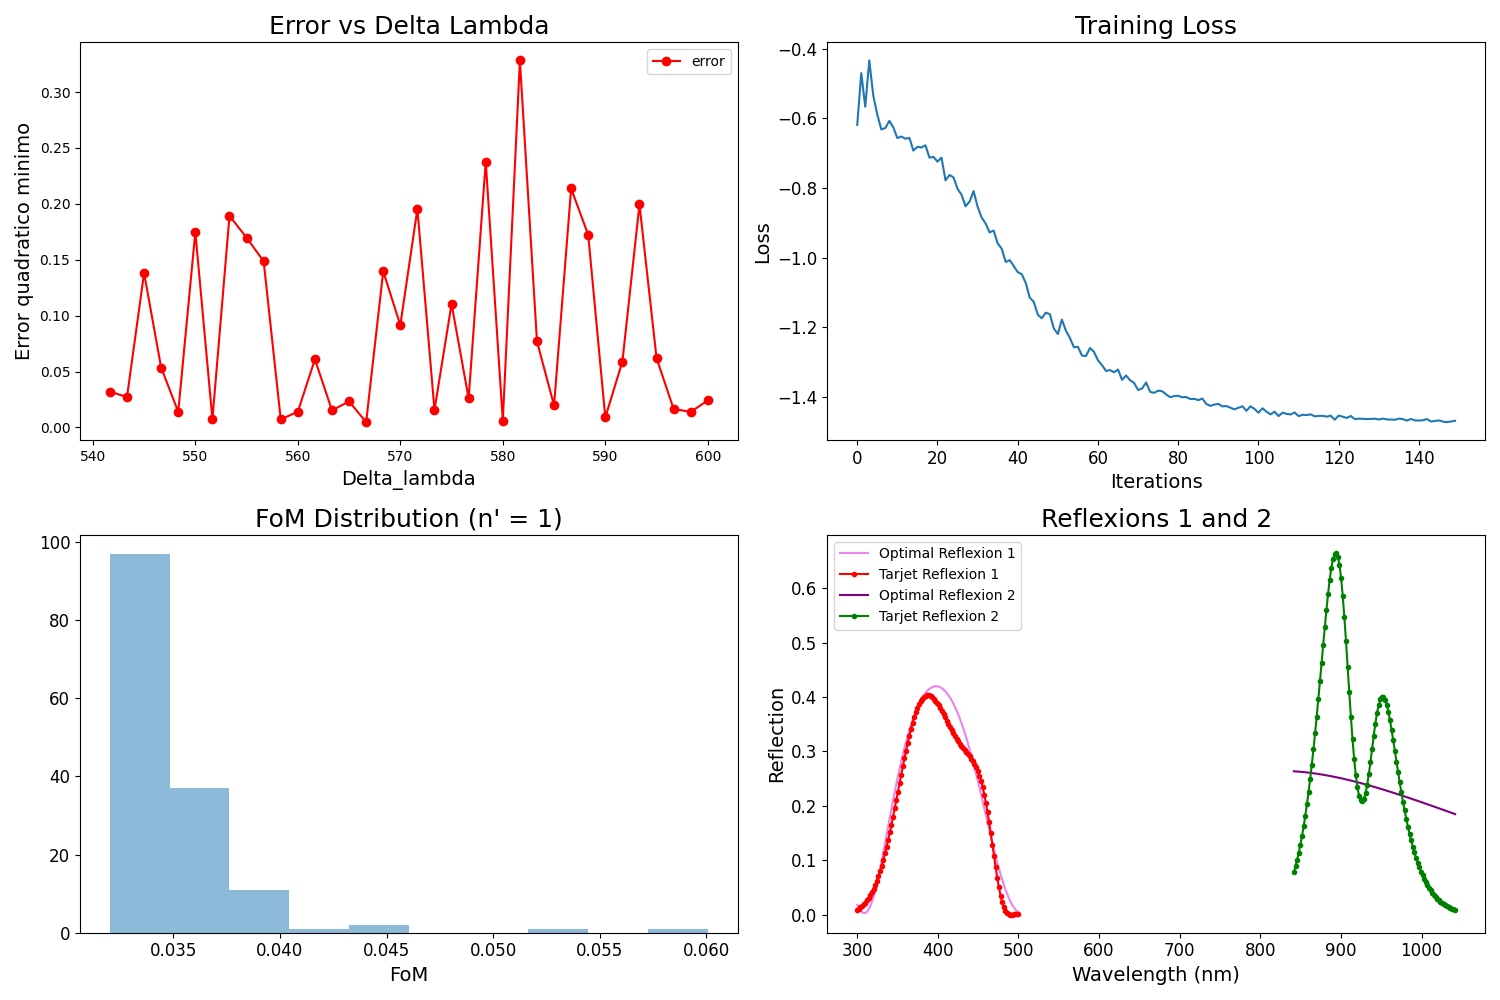 Error vs Delta Lambda
error
Error quadratico minimo
0.30
0.25
0.20
0.15
0.10
0.05
0.00
540 550 560 570 580 590 600
Delta_lambda
Training Loss
Loss
−0.4
−0.6
−0.8
−1.0
−1.2
−1.4
0 20 40 60 80 100 120 140
Iterations
FoM Distribution (n' = 1)
100
80
60
40
20
0
0.035 0.040 0.045 0.050 0.055 0.060
FoM
Reflexions 1 and 2
Optimal Reflexion 1
Tarjet Reflexion 1
Optimal Reflexion 2
Tarjet Reflexion 2
Reflection
0.6
0.5
0.4
0.3
0.2
0.1
0.0
300 400 500 600 700 800 900 1000
Wavelength (nm)